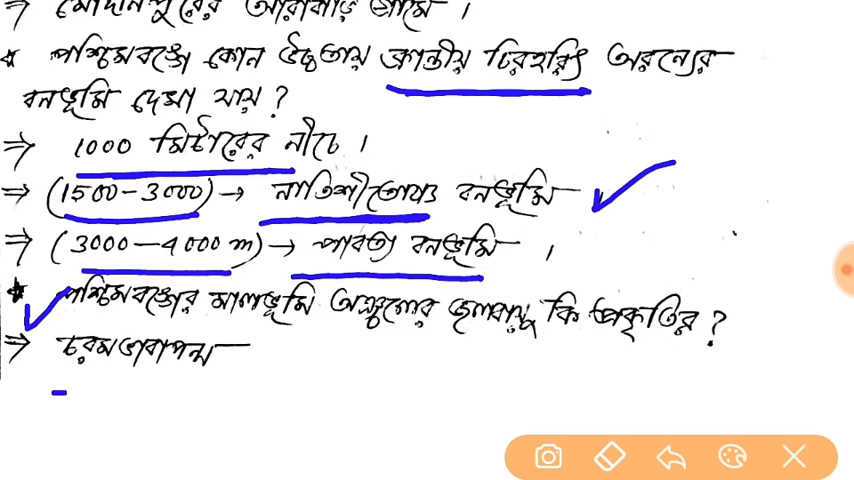 ⇒ মেদিনীপুরের আরাবাড়ি গ্রামে ।
* পশ্চিমবঙ্গে কোন উচ্চতায় ক্রান্তীয় চিরহরিৎ অরন্যের
বনভূমি দেখা যায় ?
⇒ 1000 মিটারের নীচে ।
⇒ (1500-3000) → নাতিশীতোষ্ণ বনভূমি
⇒ (3000-4000 m) → পার্বত্য বনভূমি ।
* পশ্চিমবঙ্গের মালভূমি অঞ্চলের জলবায়ু কি প্রকৃতির ?
⇒ চরমভাবাপন্ন